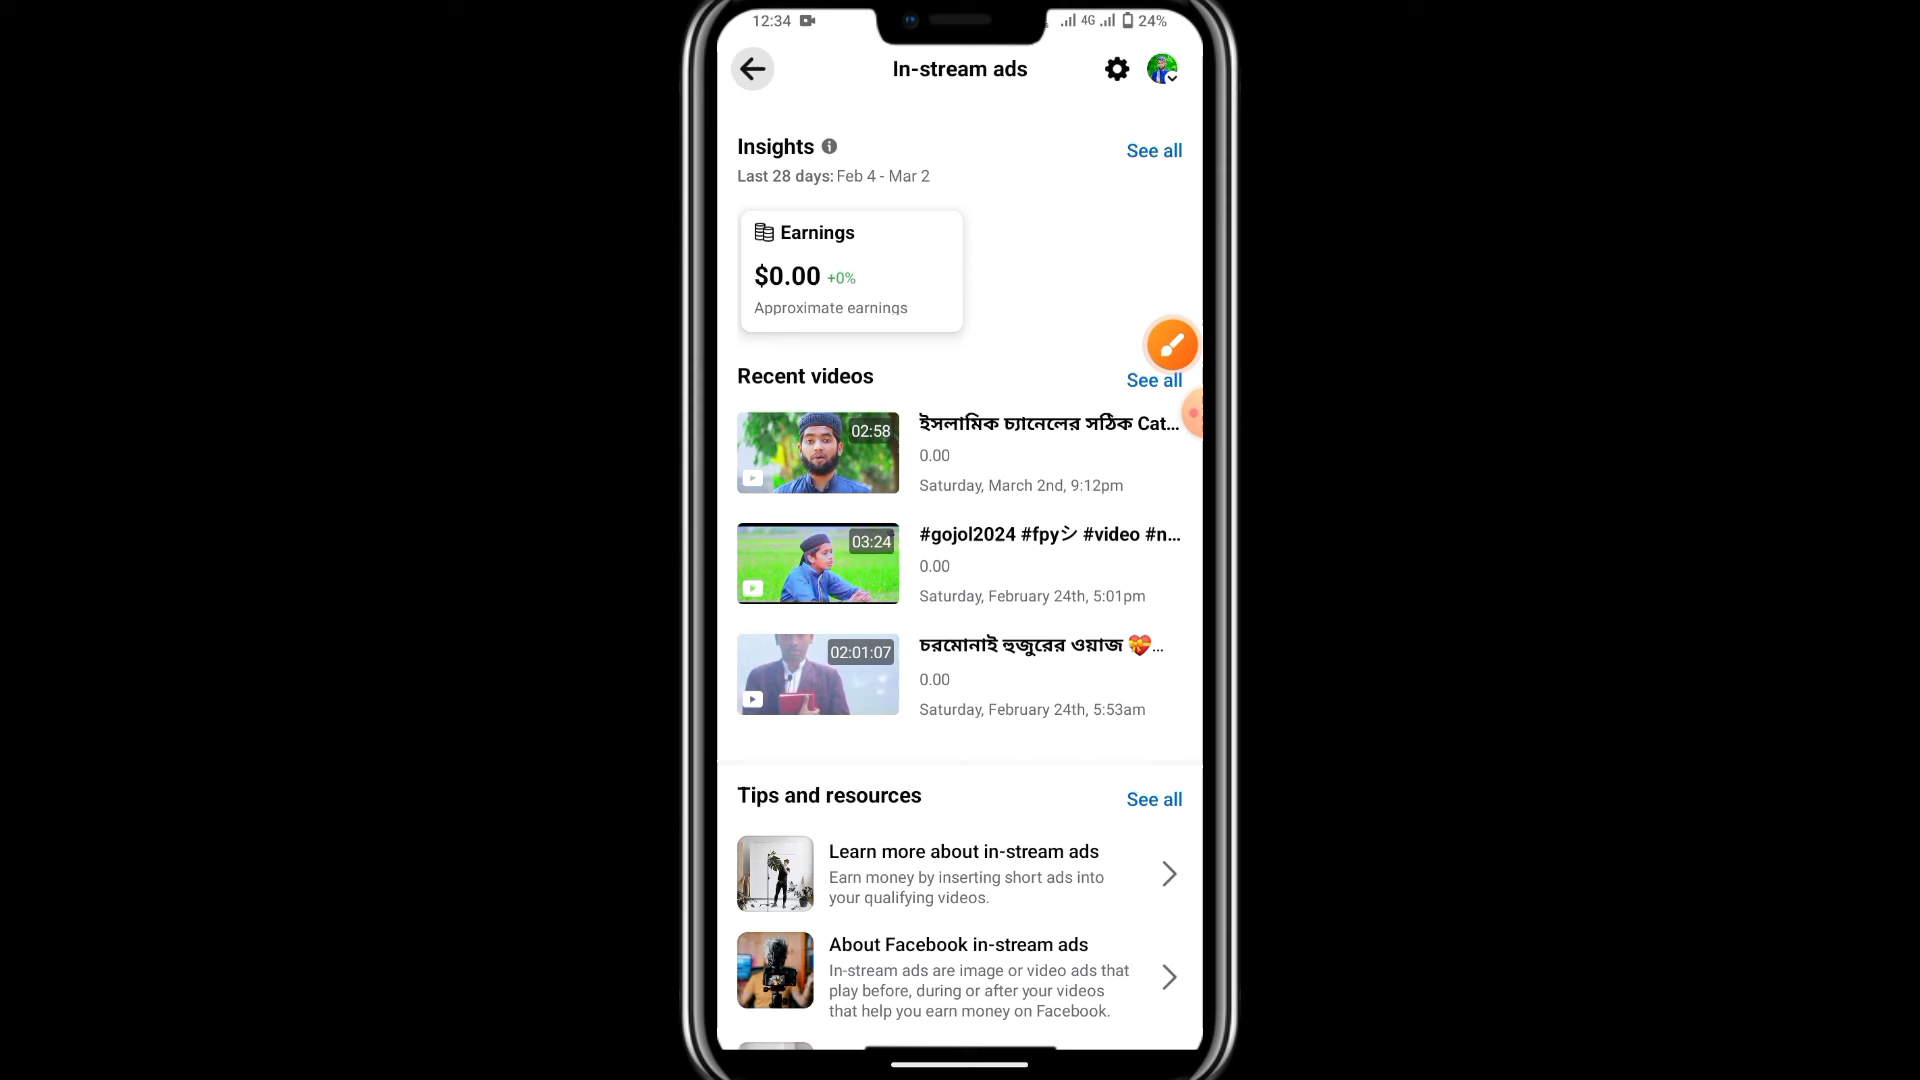 12:34
4G
24%
In-stream ads
Insights
See all
Last 28 days: Feb 4 - Mar 2
Earnings
$0.00 +0%
Approximate earnings
Recent videos
See all
02:58
ইসলামিক চ্যানেলের সঠিক Cat...
0.00
Saturday, March 2nd, 9:12pm
03:24
#gojol2024 #fpyシ #video #n...
0.00
Saturday, February 24th, 5:01pm
02:01:07
চরমোনাই হুজুরের ওয়াজ 💝...
0.00
Saturday, February 24th, 5:53am
Tips and resources
See all
Learn more about in-stream ads
Earn money by inserting short ads into
your qualifying videos.
About Facebook in-stream ads
In-stream ads are image or video ads that
play before, during or after your videos
that help you earn money on Facebook.